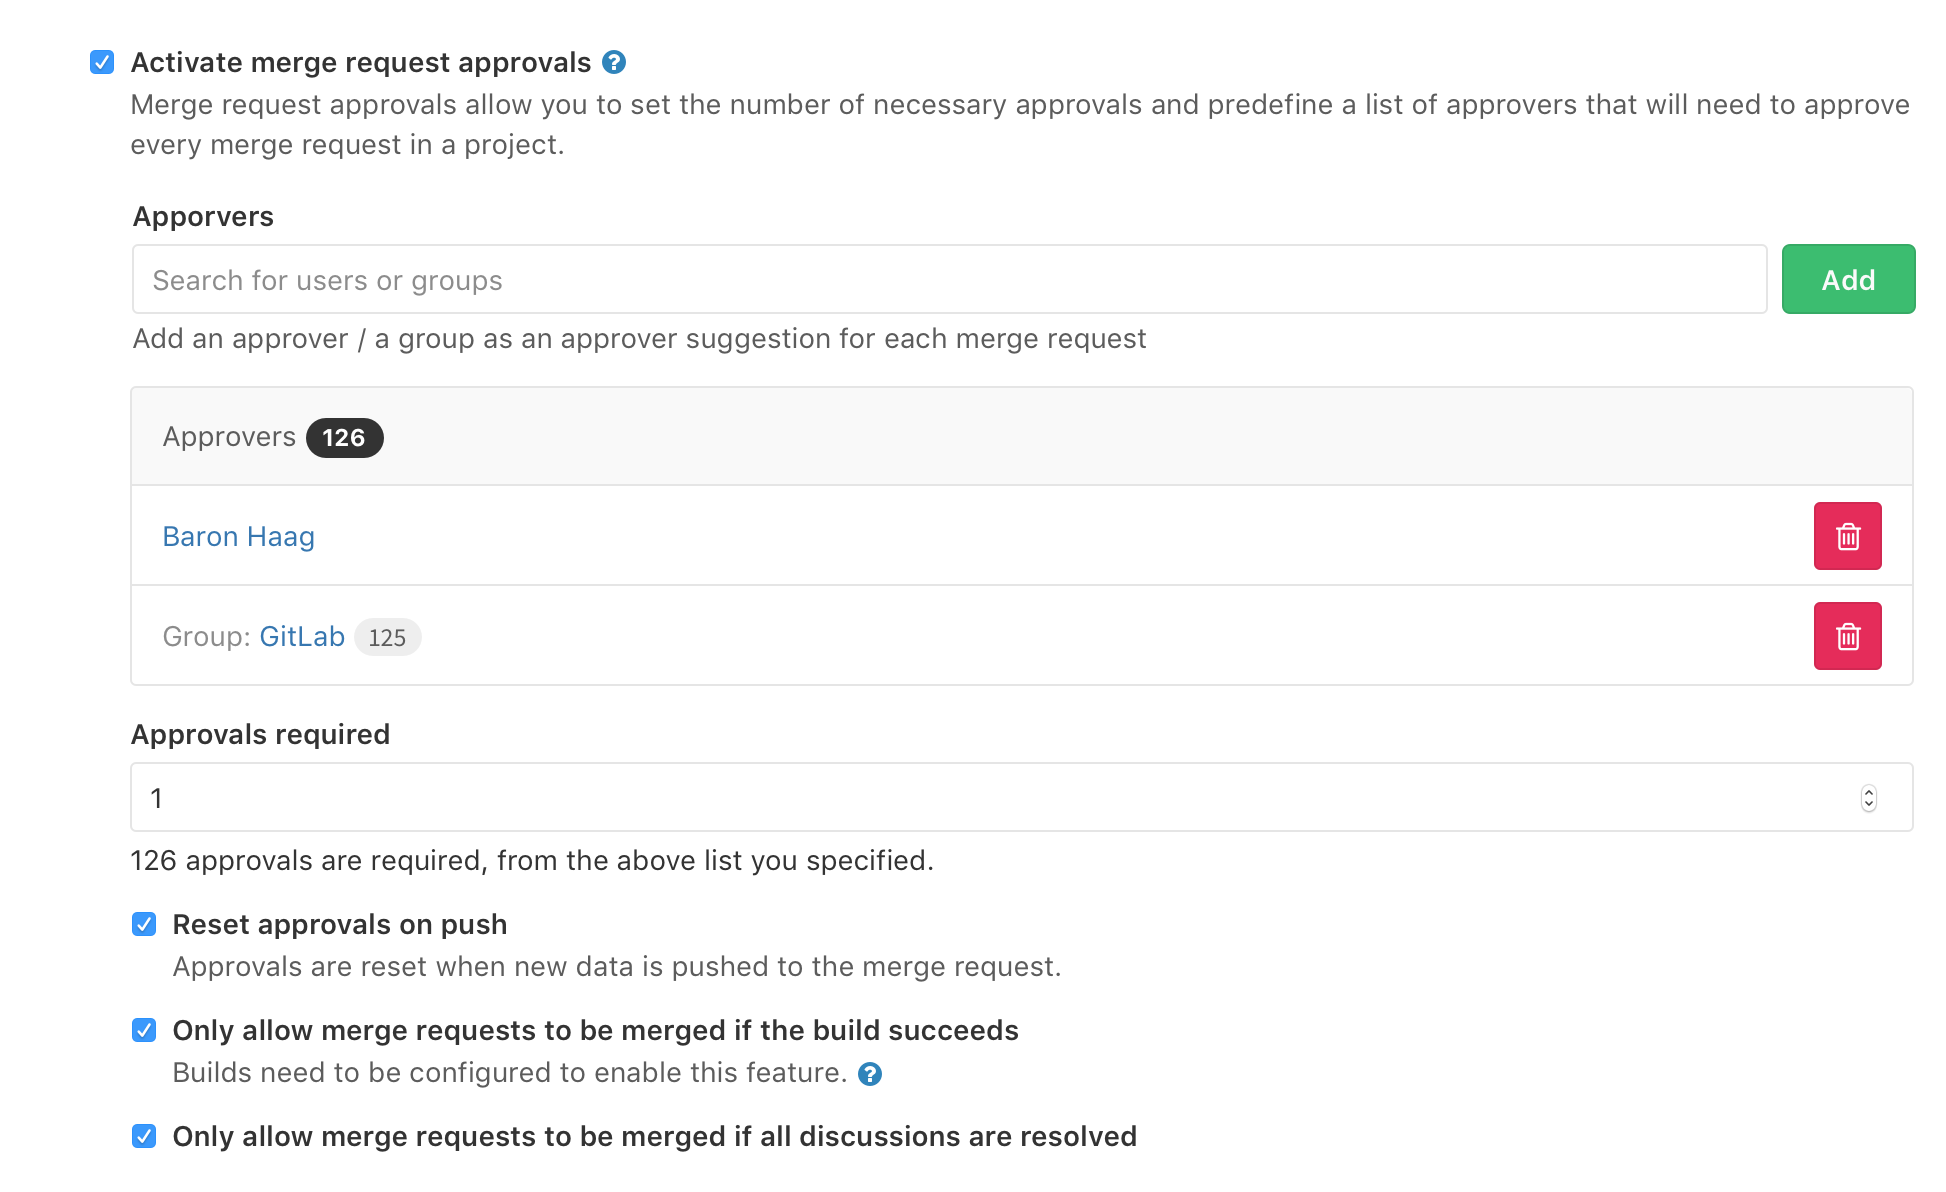 Activate merge request approvals ?
Merge request approvals allow you to set the number of necessary approvals and predefine a list of approvers that will need to approve
every merge request in a project.
Apporvers
Search for users or groups
Add
Add an approver / a group as an approver suggestion for each merge request
Approvers 126
Baron Haag
Group: GitLab 125
Approvals required
1
126 approvals are required, from the above list you specified.
Reset approvals on push
Approvals are reset when new data is pushed to the merge request.
Only allow merge requests to be merged if the build succeeds
Builds need to be configured to enable this feature. ?
Only allow merge requests to be merged if all discussions are resolved